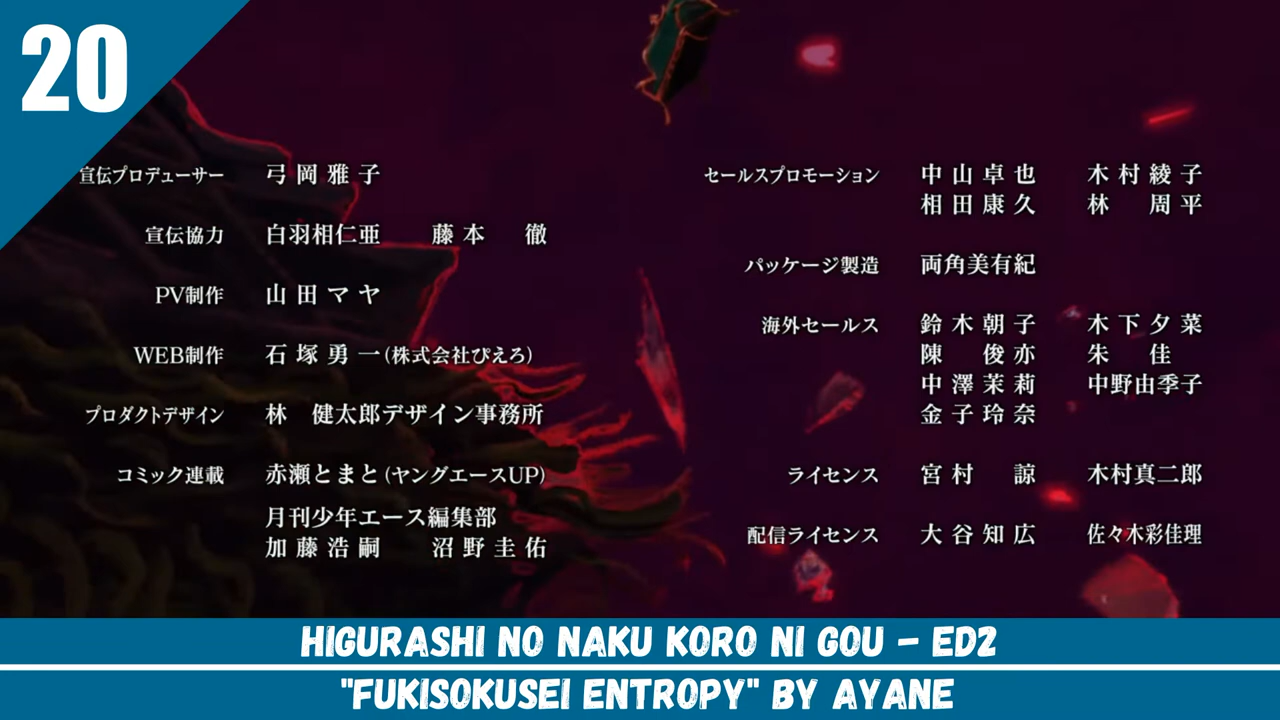 20
宣伝プロデューサー 弓岡雅子
宣伝協力 白羽相仁亜 藤本 徹
PV制作 山田マヤ
WEB制作 石塚勇一(株式会社ぴえろ)
プロダクトデザイン 林 健太郎デザイン事務所
コミック連載 赤瀬とまと(ヤングエースUP)
月刊少年エース編集部
加藤浩嗣 沼野圭佑
セールスプロモーション 中山卓也 木村綾子
相田康久 林 周平
パッケージ製造 両角美有紀
海外セールス 鈴木朝子 木下夕菜
陳 俊亦 朱 佳
中澤茉莉 中野由季子
金子玲奈
ライセンス 宮村 諒 木村真二郎
配信ライセンス 大谷知広 佐々木彩佳理
HIGURASHI NO NAKU KORO NI GOU - ED2
"FUKISOKUSEI ENTROPY" BY AYANE